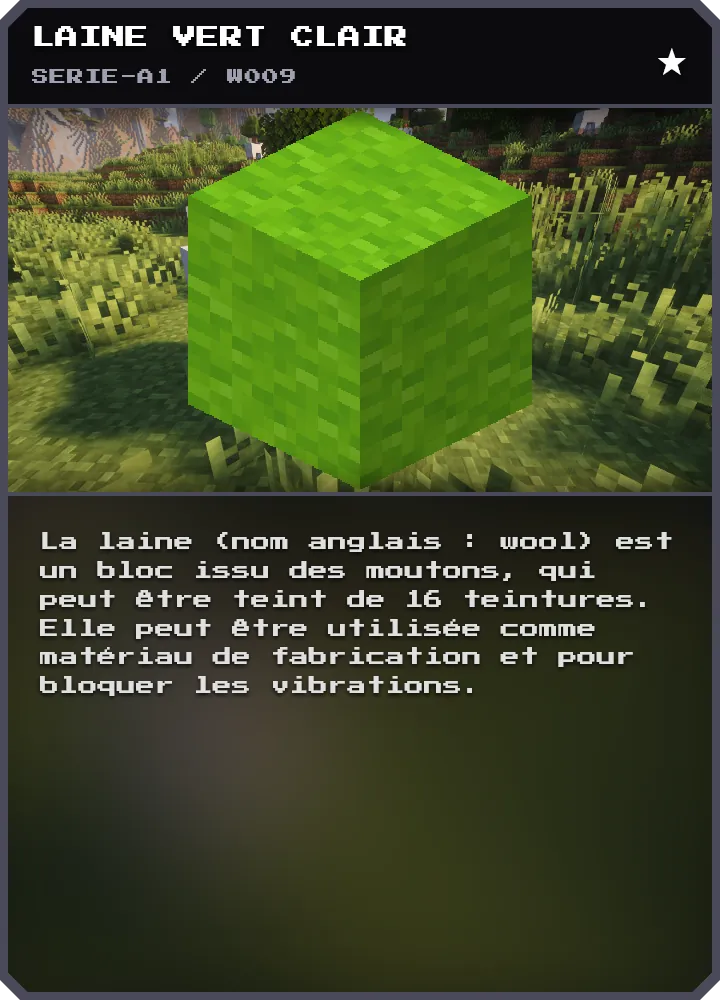 LAINE VERT CLAIR
SERIE-A1 / W009
La laine (nom anglais : wool) est
un bloc issu des moutons, qui
peut être teint de 16 teintures.
Elle peut être utilisée comme
matériau de fabrication et pour
bloquer les vibrations.